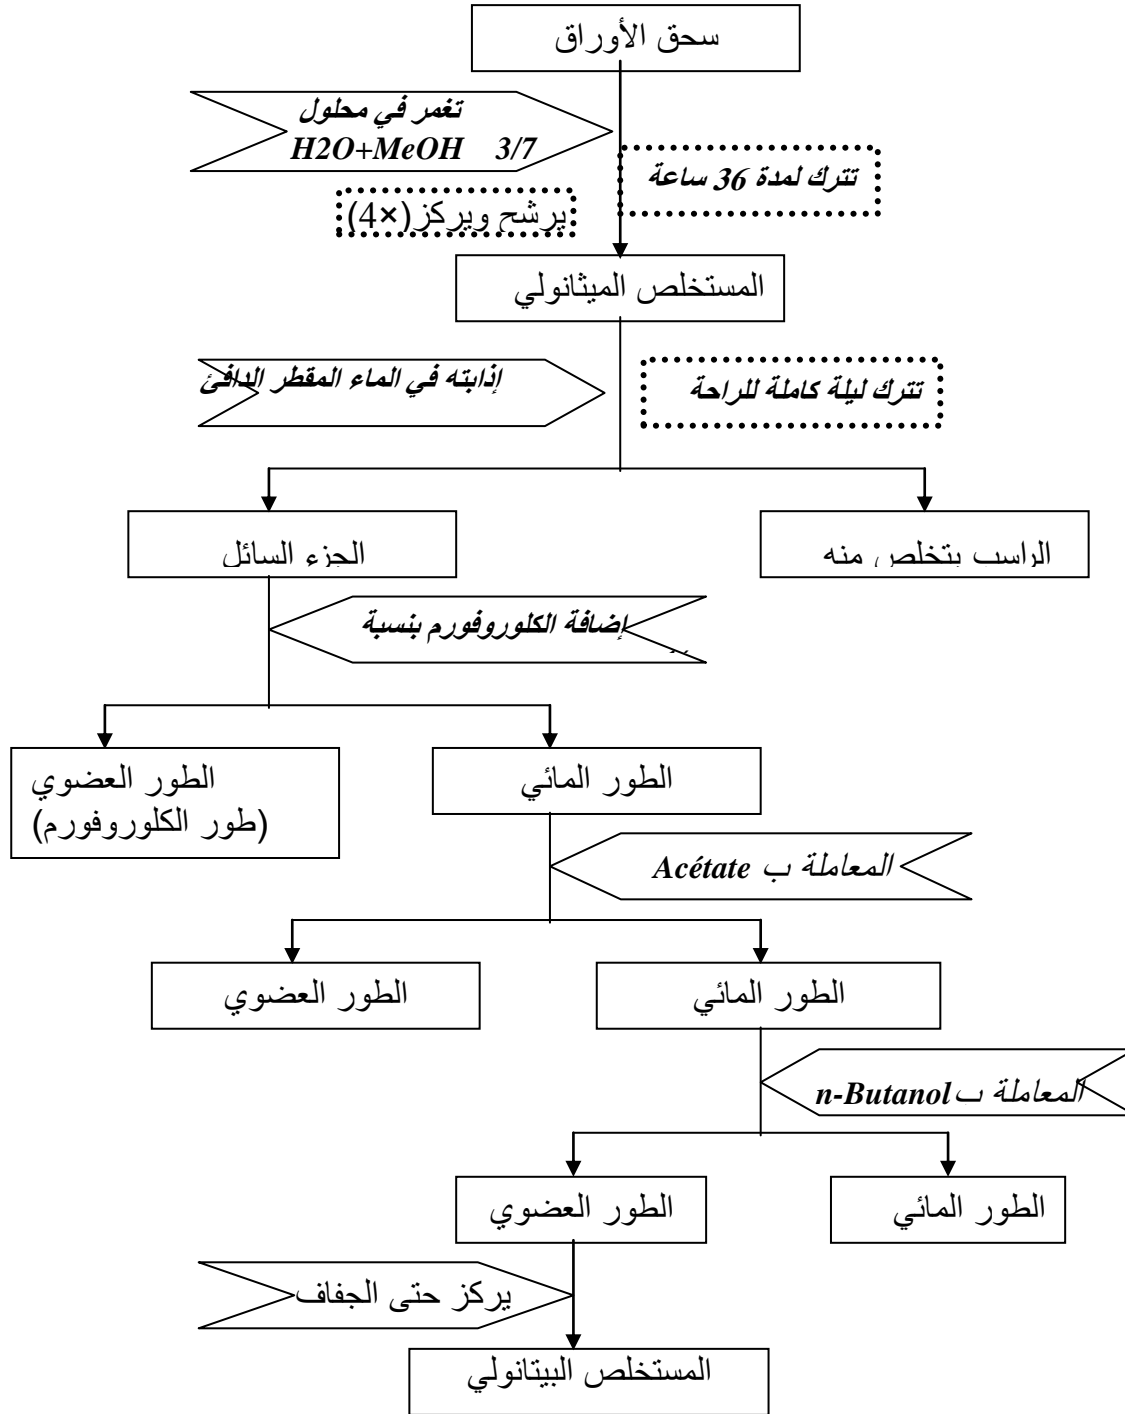 سحق الأوراق
تغمر في محلول
H2O+MeOH 3/7
تترك لمدة 36 ساعة
يرشح ويركز(×4)
المستخلص الميثانولي
إذابته في الماء المقطر الدافئ
تترك ليلة كاملة للراحة
الجزء السائل
الراسب يتخلص منه
إضافة الكلوروفورم بنسبة
الطور العضوي
(طور الكلوروفورم)
الطور المائي
المعاملة ب Acétate
الطور العضوي
الطور المائي
المعاملة ب n-Butanol
الطور العضوي
الطور المائي
يركز حتى الجفاف
المستخلص البيتانولي